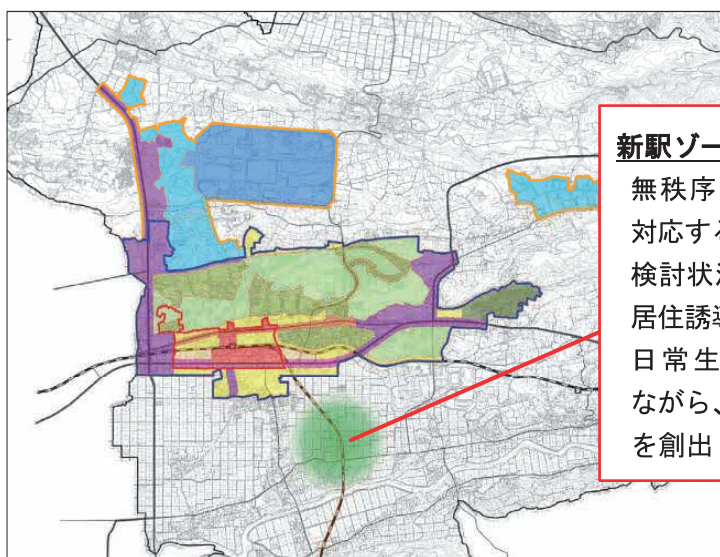 新駅ゾー
無秩序
対応する
検討状況
居住誘導
日常生
ながら、
を創出